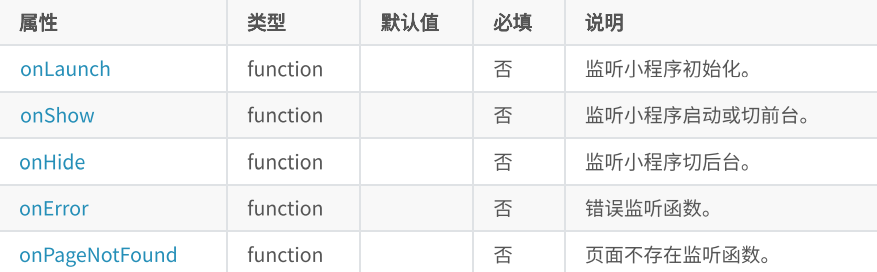 属性 类型 默认值 必填 说明
onLaunch function 否 监听小程序初始化。
onShow function 否 监听小程序启动或切前台。
onHide function 否 监听小程序切后台。
onError function 否 错误监听函数。
onPageNotFound function 否 页面不存在监听函数。